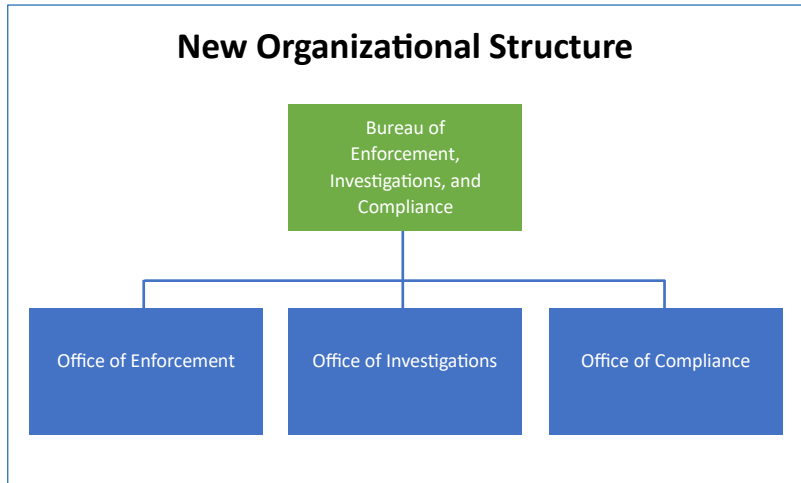 New Organizational Structure
Bureau of
Enforcement,
Investigations, and
Compliance
Office of Enforcement
Office of Investigations
Office of Compliance